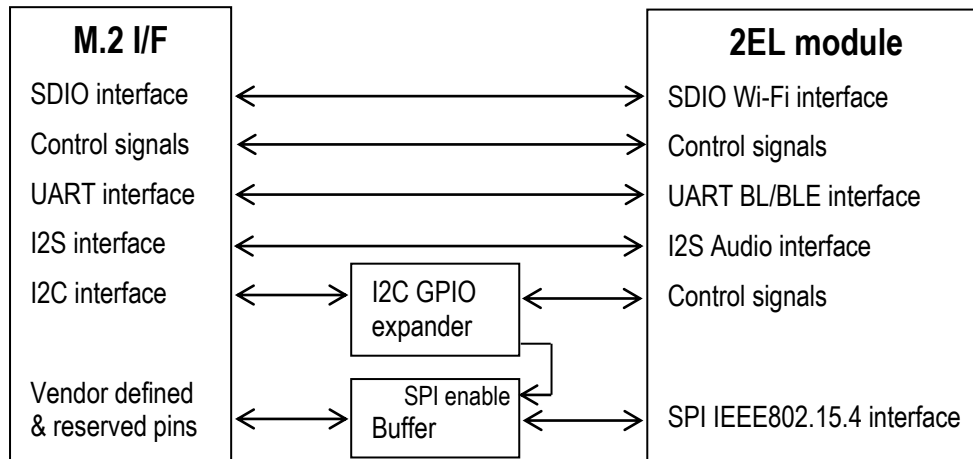 M.2 I/F
SDIO interface
Control signals
UART interface
I2S interface
I2C interface
Vendor defined
& reserved pins
I2C GPIO
expander
SPI enable
Buffer
2EL module
SDIO Wi-Fi interface
Control signals
UART BL/BLE interface
I2S Audio interface
Control signals
SPI IEEE802.15.4 interface